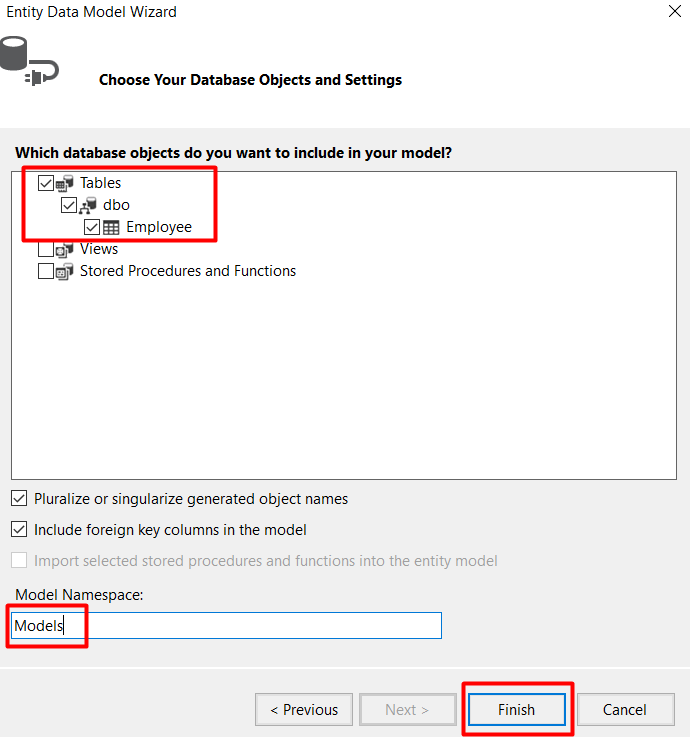 Entity Data Model Wizard
Choose Your Database Objects and Settings
Which database objects do you want to include in your model?
Tables
dbo
Employee
Views
Stored Procedures and Functions
Pluralize or singularize generated object names
Include foreign key columns in the model
Import selected stored procedures and functions into the entity model
Model Namespace:
Models
< Previous Next > Finish Cancel